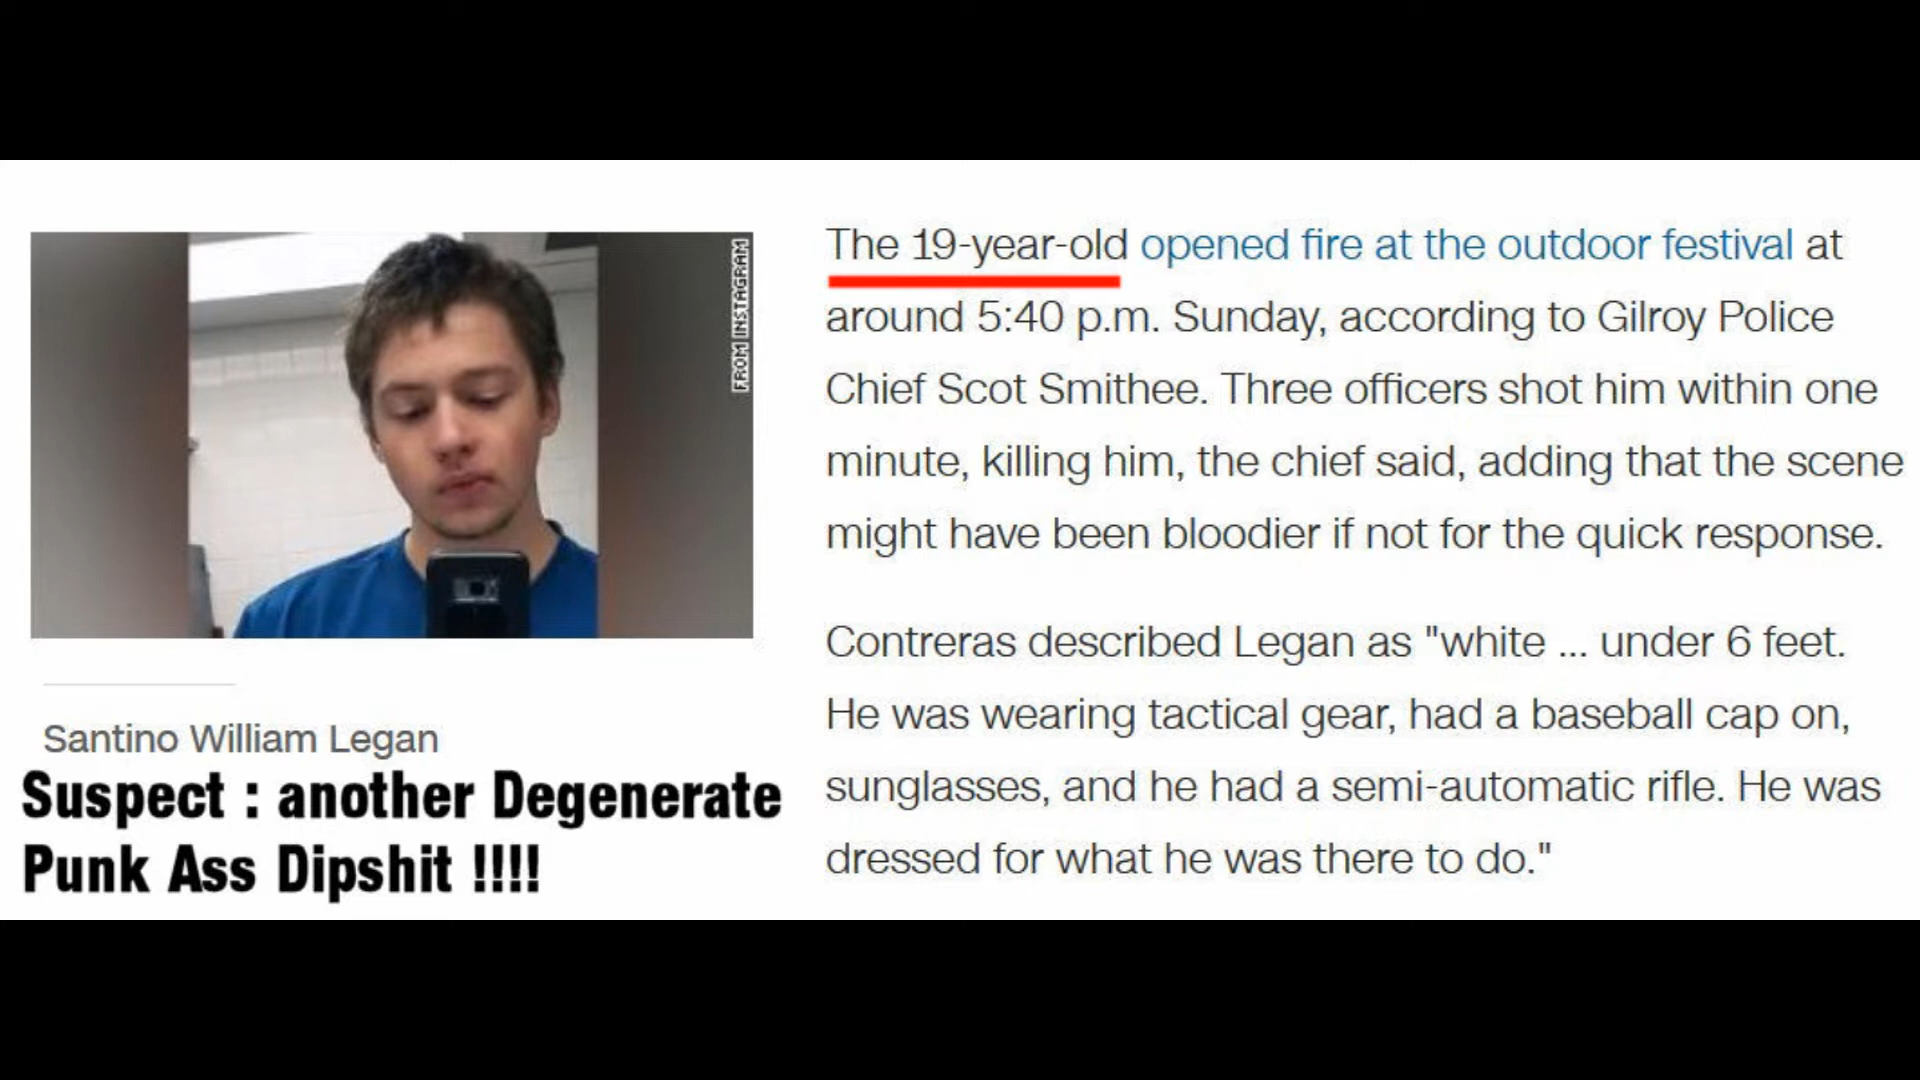 FROM INSTAGRAM
Santino William Legan
Suspect : another Degenerate
Punk Ass Dipshit !!!!
The 19-year-old opened fire at the outdoor festival at
around 5:40 p.m. Sunday, according to Gilroy Police
Chief Scot Smithee. Three officers shot him within one
minute, killing him, the chief said, adding that the scene
might have been bloodier if not for the quick response.
Contreras described Legan as "white ... under 6 feet.
He was wearing tactical gear, had a baseball cap on,
sunglasses, and he had a semi-automatic rifle. He was
dressed for what he was there to do."